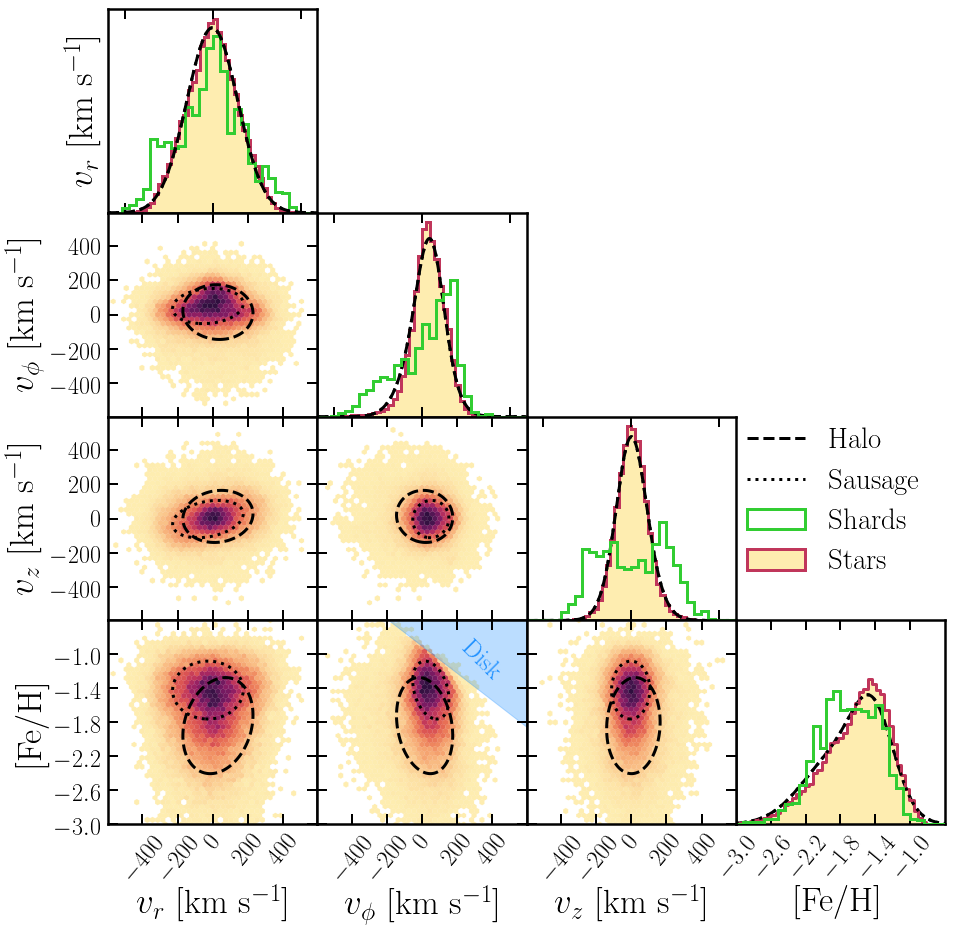 v_r [km s⁻¹]
v_ϕ [km s⁻¹]
400
200
0
−200
−400
v_z [km s⁻¹]
400
200
0
−200
−400
Halo
Sausage
Shards
Stars
[Fe/H]
−1.0
−1.4
−1.8
−2.2
−2.6
−3.0
Disk
−400
−200
0
200
400
−400
−200
0
200
400
−400
−200
0
200
400
−3.0
−2.6
−2.2
−1.8
−1.4
−1.0
v_r [km s⁻¹]
v_ϕ [km s⁻¹]
v_z [km s⁻¹]
[Fe/H]